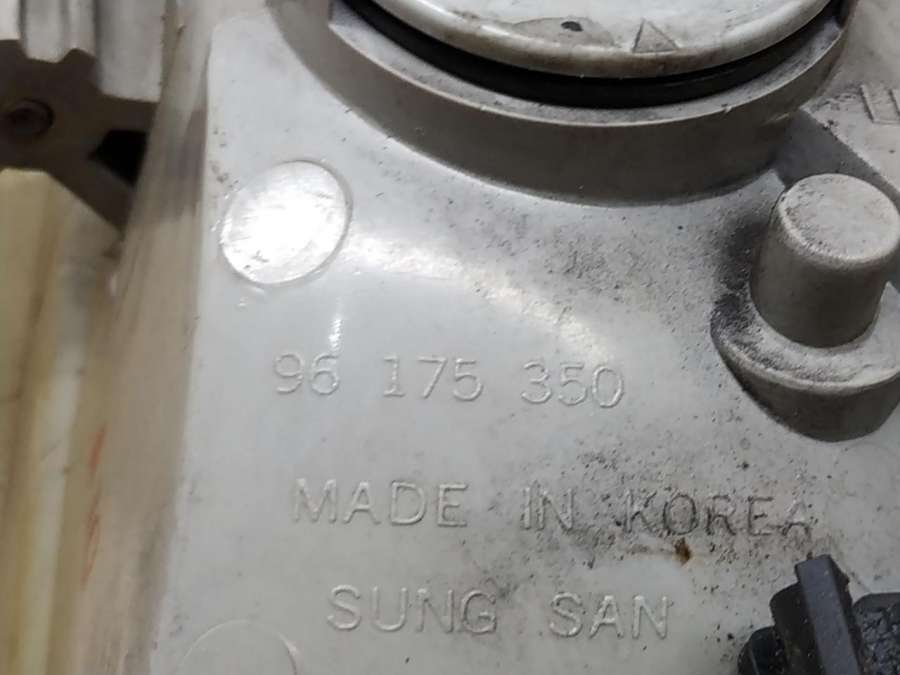 96 175 350
MADE IN KOREA
SUNG SAN